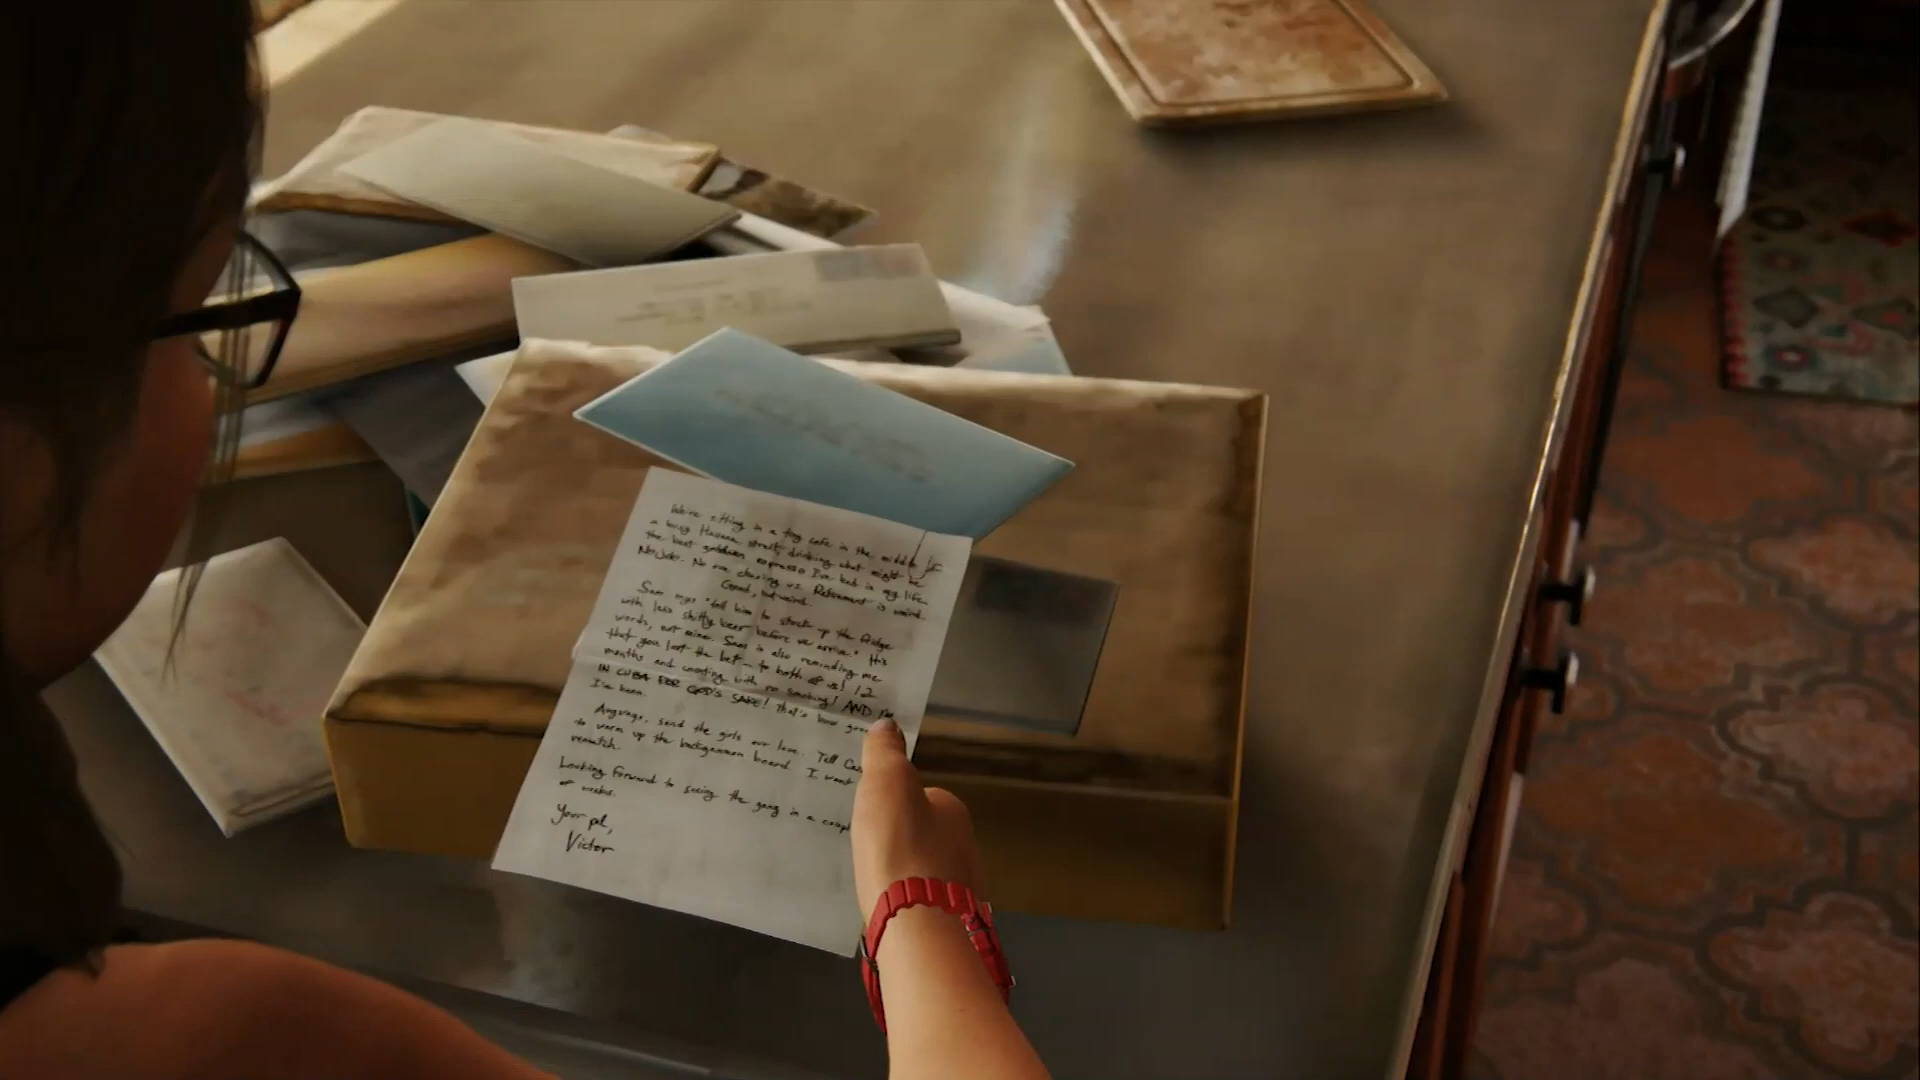 We're sitting in a tiny cafe in the middle of
a busy Havana street, drinking what might be
the best goddamn espresso I've had in my life.
No jobs. No one chasing us. Retirement is weird.
Good, but weird.
Sam says "tell him to stock up the fridge
with less shitty beer before we arrive." His
words, not mine. Sam is also reminding me
that you lost the bet - to both of us! 12
months and counting with no smoking! AND I'm
IN CUBA FOR GOD'S SAKE! That's how good
I've been.
Anyways, send the girls our love. Tell
to warm up the backgammon board. I want
rematch.
Looking forward to seeing the gang in a
of weeks.
Your pal,
Victor